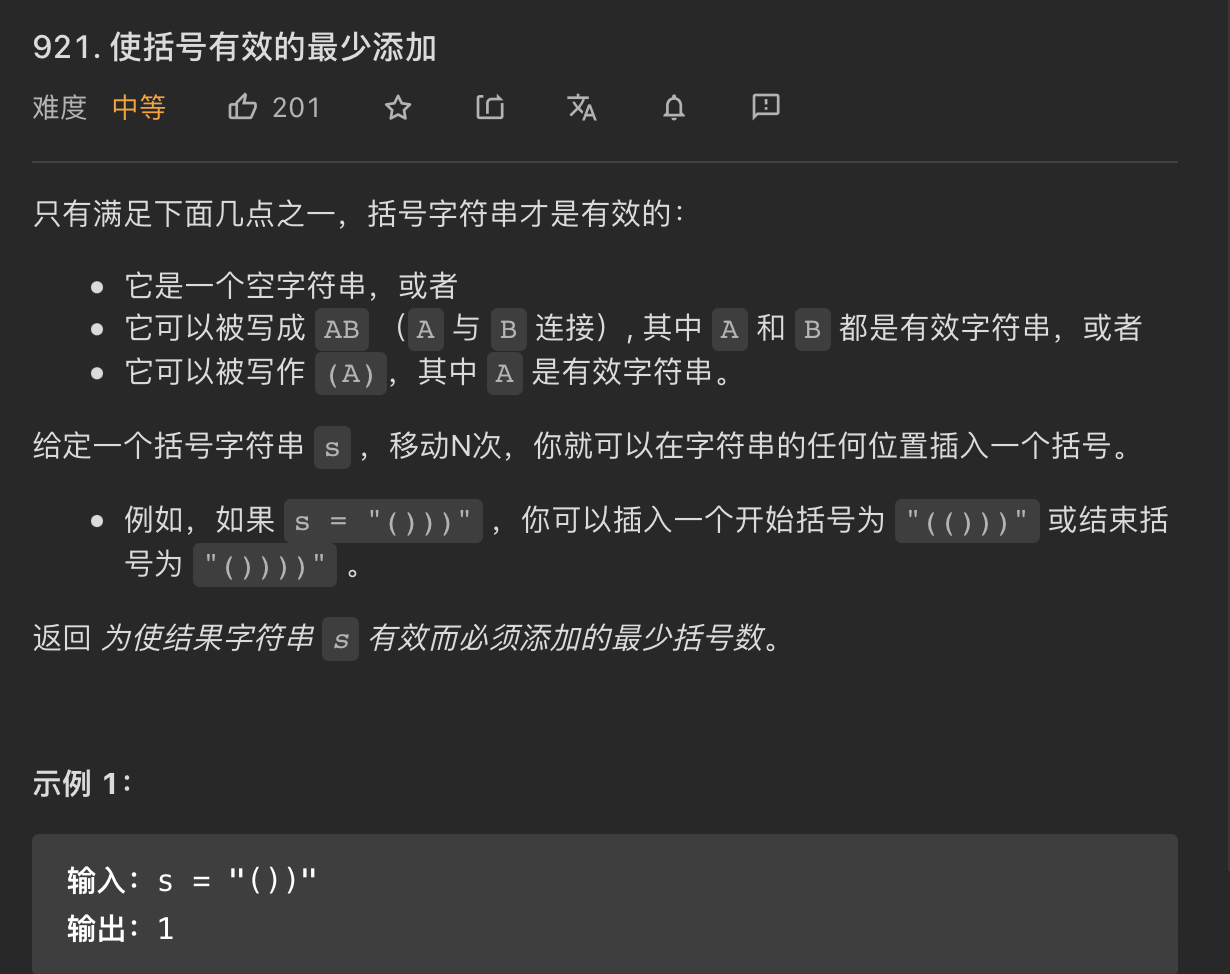 921. 使括号有效的最少添加
难度 中等 201
只有满足下面几点之一，括号字符串才是有效的：
• 它是一个空字符串，或者
• 它可以被写成 AB （A 与 B 连接）, 其中 A 和 B 都是有效字符串，或者
• 它可以被写作 (A)，其中 A 是有效字符串。
给定一个括号字符串 s ，移动N次，你就可以在字符串的任何位置插入一个括号。
• 例如，如果 s = "()))" ，你可以插入一个开始括号为 "(()))" 或结束括
号为 "())))" 。
返回 为使结果字符串 s 有效而必须添加的最少括号数。
示例 1：
输入：s = "())"
输出：1